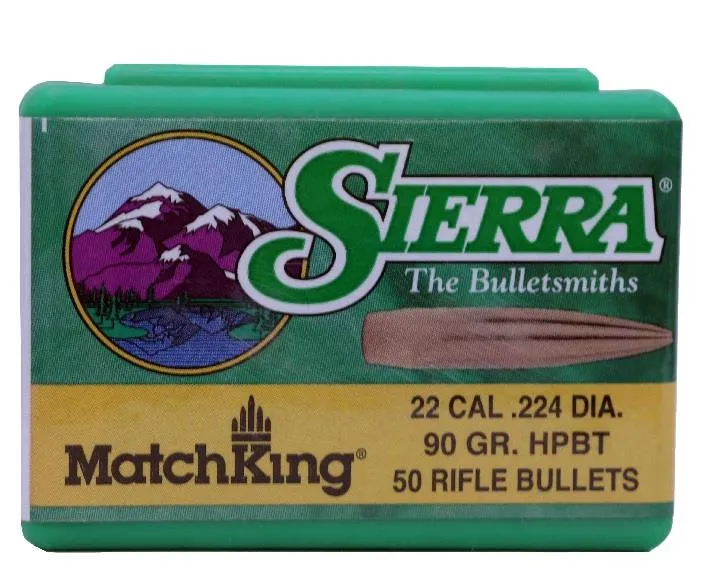 SIERRA®
The Bulletsmiths
MatchKing®
22 CAL .224 DIA.
90 GR. HPBT
50 RIFLE BULLETS